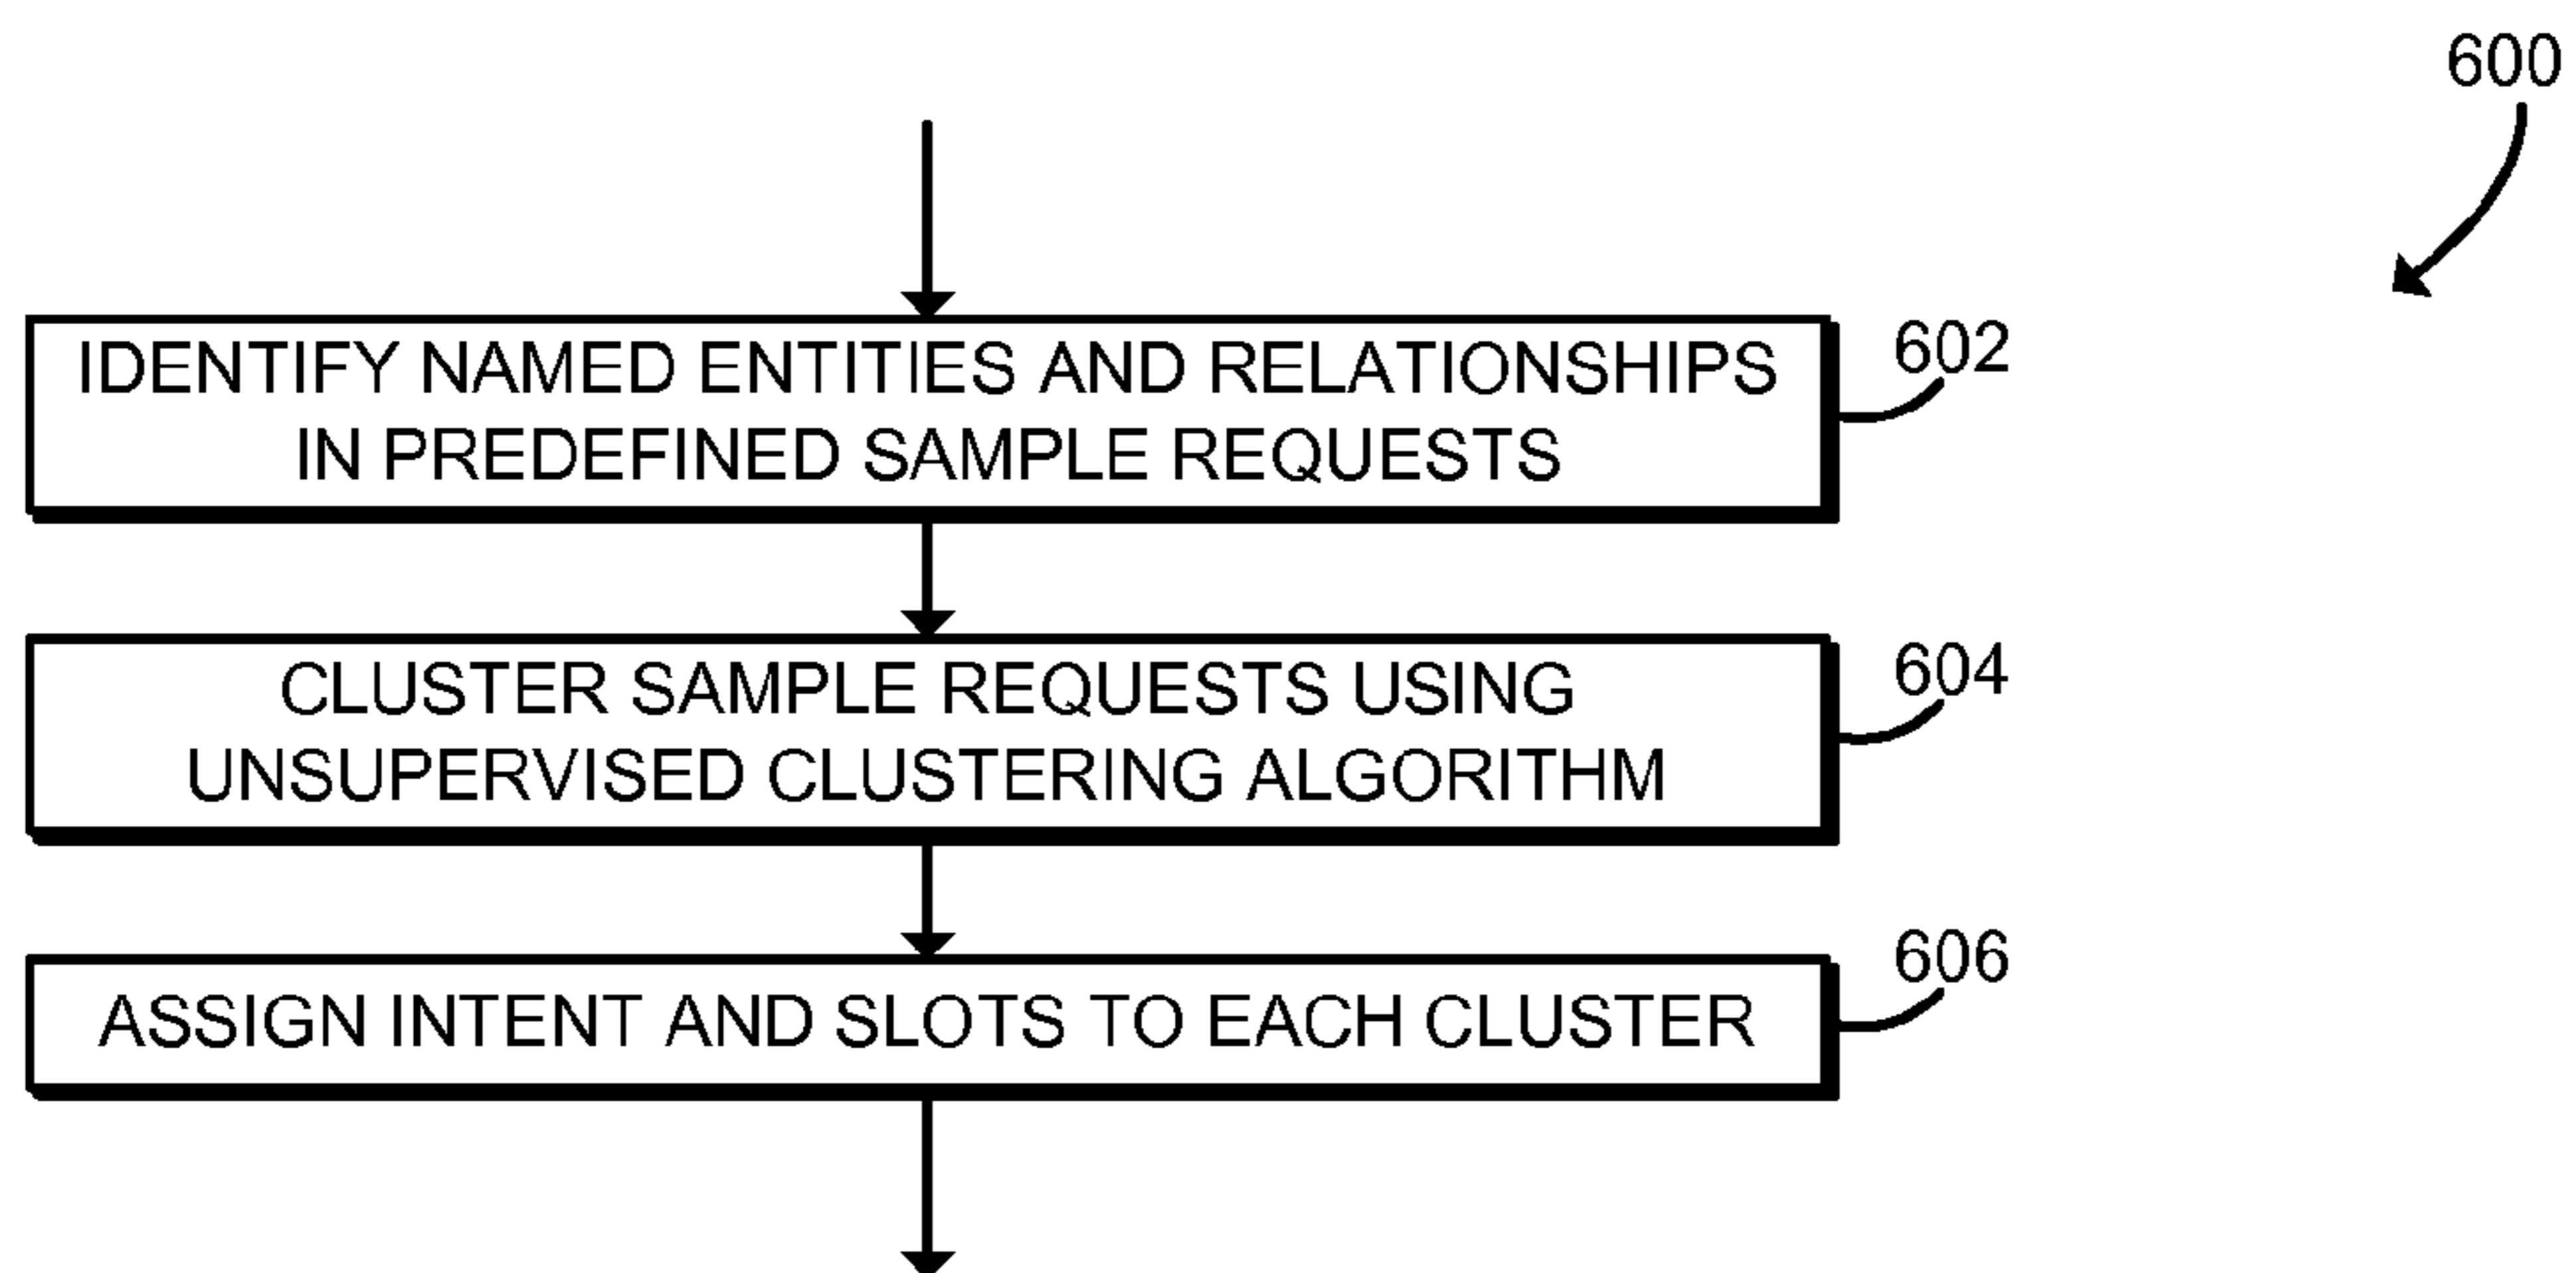 600
IDENTIFY NAMED ENTITIES AND RELATIONSHIPS
IN PREDEFINED SAMPLE REQUESTS
602
CLUSTER SAMPLE REQUESTS USING
UNSUPERVISED CLUSTERING ALGORITHM
604
ASSIGN INTENT AND SLOTS TO EACH CLUSTER
606